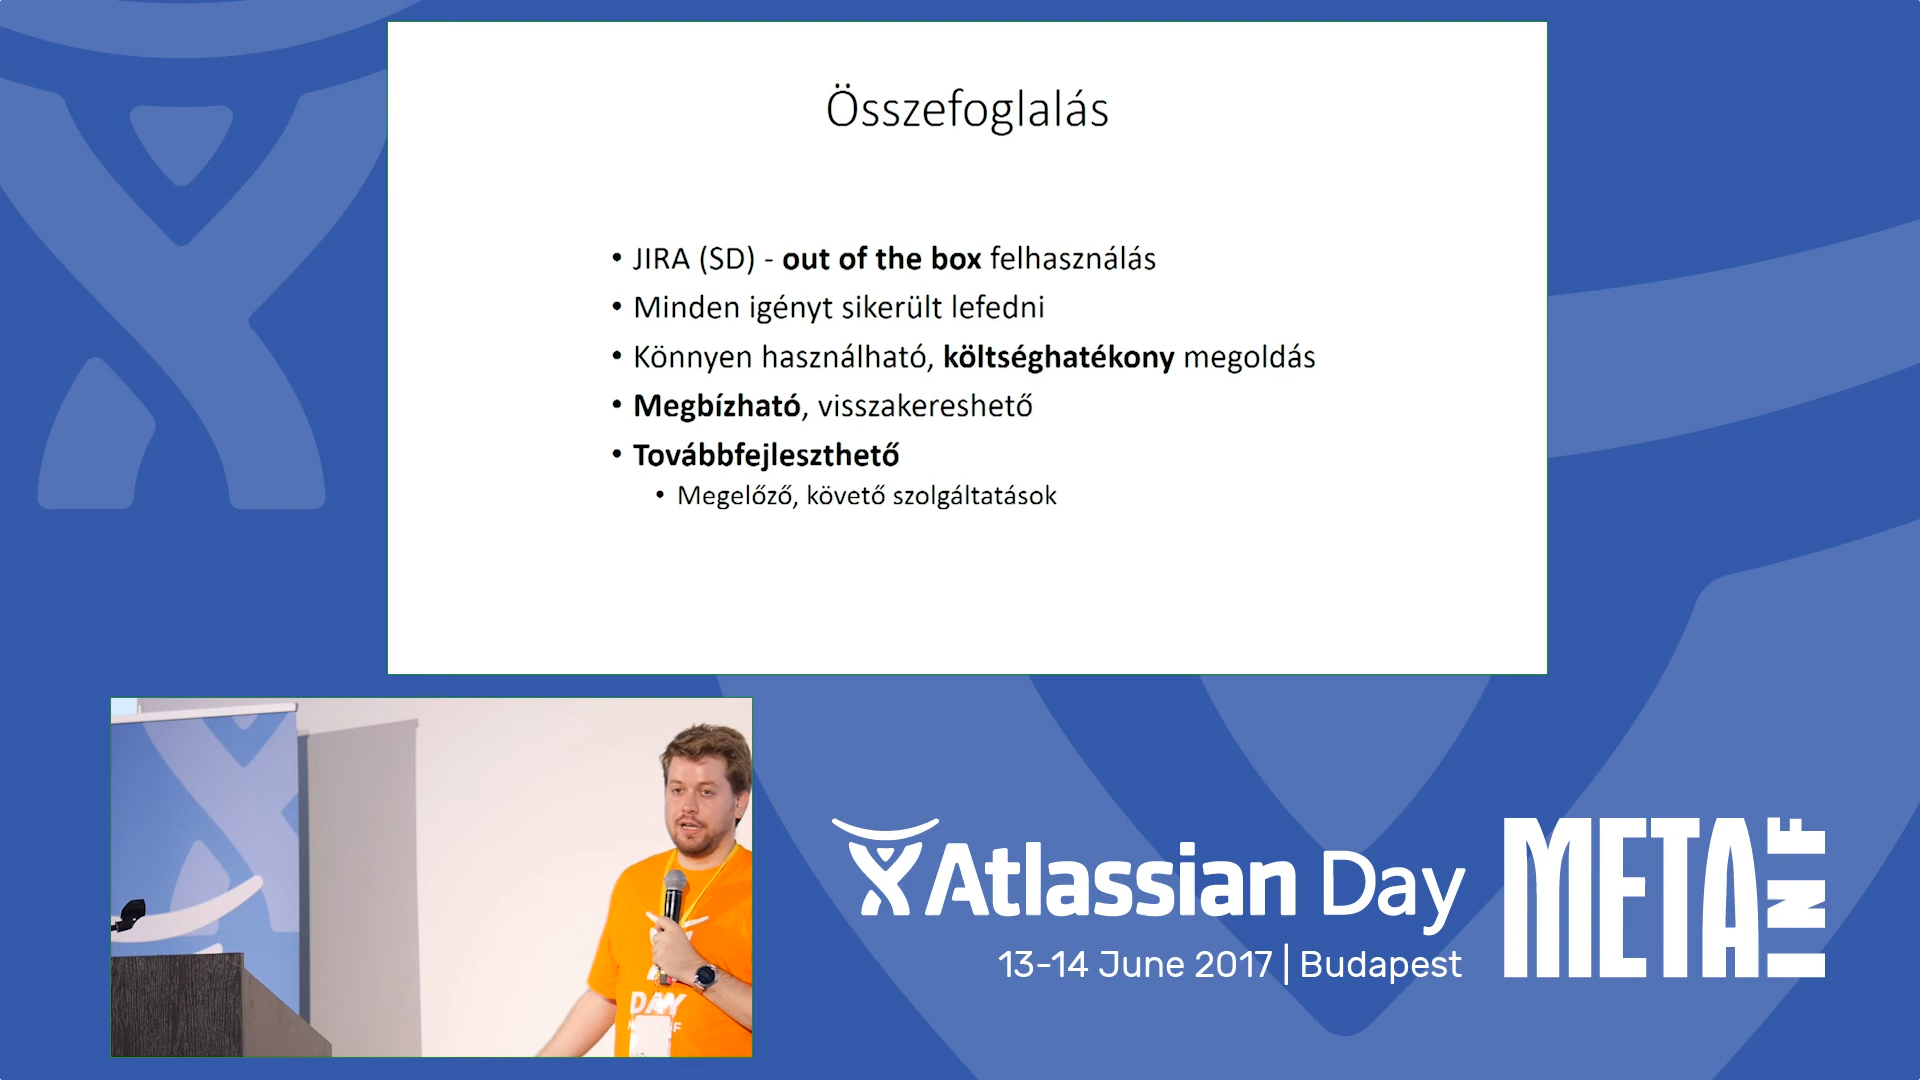 Összefoglalás
• JIRA (SD) - out of the box felhasználás
• Minden igényt sikerült lefedni
• Könnyen használható, költséghatékony megoldás
• Megbízható, visszakereshető
• Továbbfejleszthető
• Megelőző, követő szolgáltatások
DAY
Atlassian Day
13-14 June 2017 | Budapest
META
INF